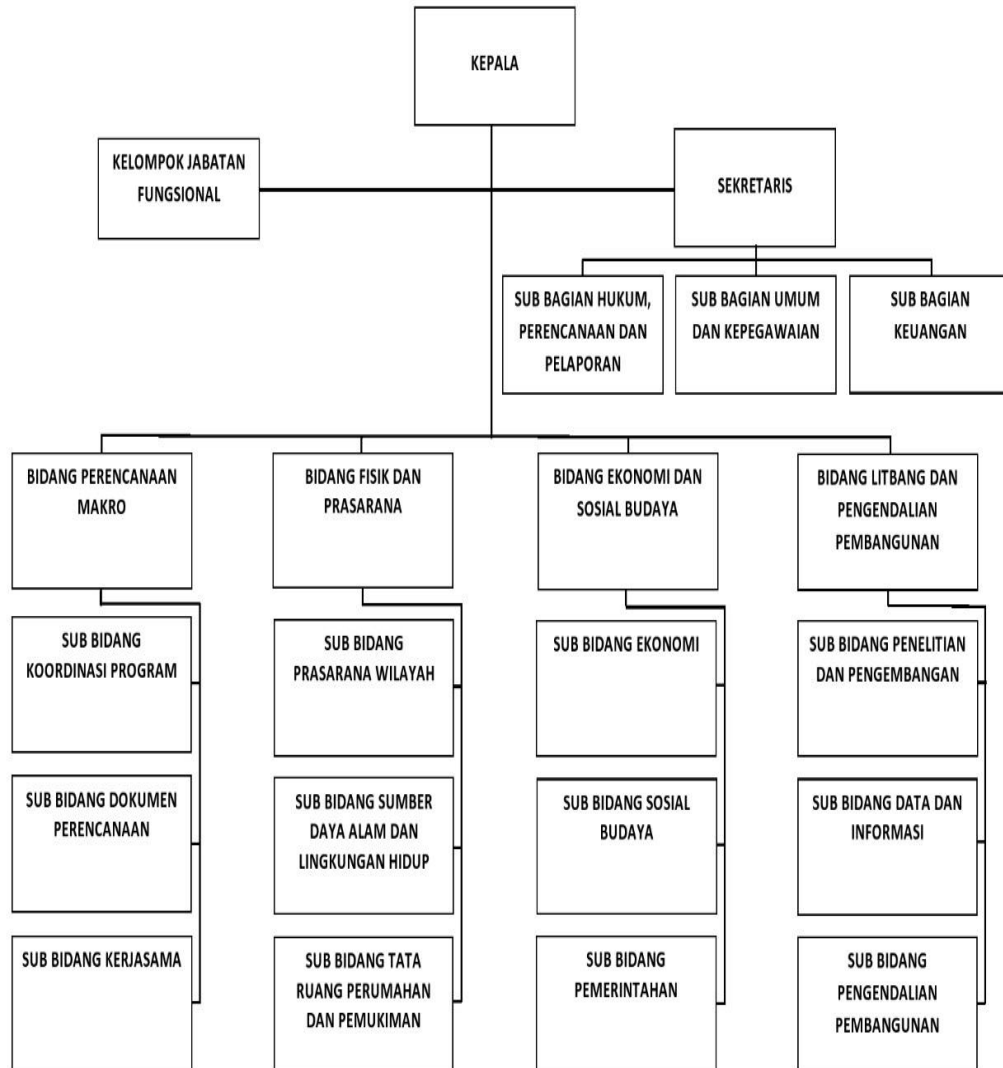 KEPALA
KELOMPOK JABATAN
FUNGSIONAL
SEKRETARIS
SUB BAGIAN HUKUM,
PERENCANAAN DAN
PELAPORAN
SUB BAGIAN UMUM
DAN KEPEGAWAIAN
SUB BAGIAN
KEUANGAN
BIDANG PERENCANAAN
MAKRO
BIDANG FISIK DAN
PRASARANA
BIDANG EKONOMI DAN
SOSIAL BUDAYA
BIDANG LITBANG DAN
PENGENDALIAN
PEMBANGUNAN
SUB BIDANG
KOORDINASI PROGRAM
SUB BIDANG
PRASARANA WILAYAH
SUB BIDANG EKONOMI
SUB BIDANG PENELITIAN
DAN PENGEMBANGAN
SUB BIDANG DOKUMEN
PERENCANAAN
SUB BIDANG SUMBER
DAYA ALAM DAN
LINGKUNGAN HIDUP
SUB BIDANG SOSIAL
BUDAYA
SUB BIDANG DATA DAN
INFORMASI
SUB BIDANG KERJASAMA
SUB BIDANG TATA
RUANG PERUMAHAN
DAN PEMUKIMAN
SUB BIDANG
PEMERINTAHAN
SUB BIDANG
PENGENDALIAN
PEMBANGUNAN